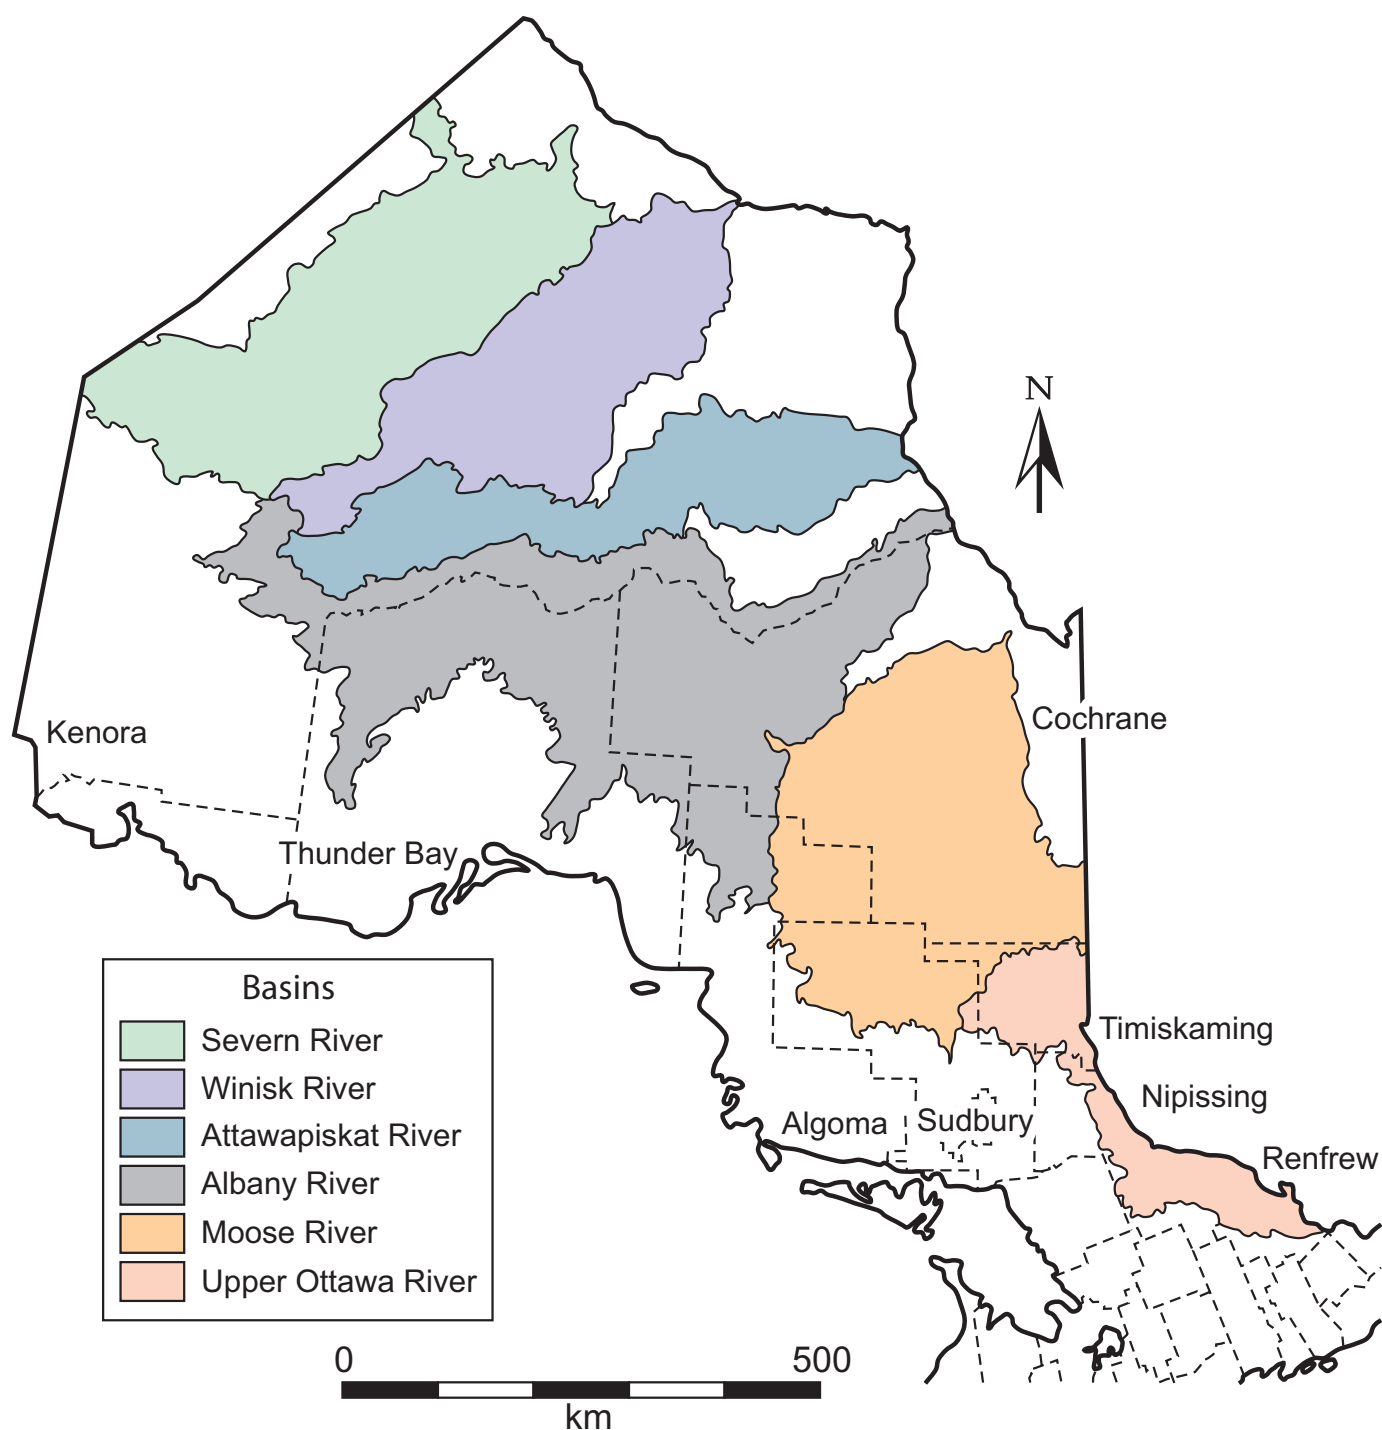 N
Kenora
Cochrane
Thunder Bay
Basins
Severn River
Winisk River
Attawapiskat River
Albany River
Moose River
Upper Ottawa River
Timiskaming
Nipissing
Algoma
Sudbury
Renfrew
0
500
km